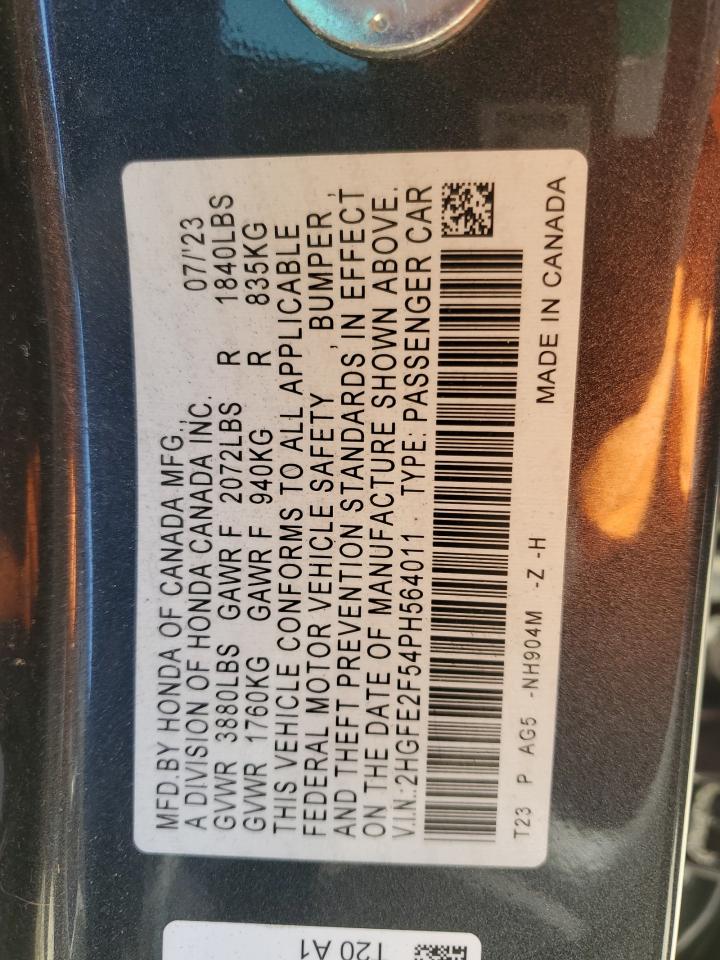 MFD.BY HONDA OF CANADA MFG., 07/'23
A DIVISION OF HONDA CANADA INC.
GVWR 3880LBS GAWR F 2072LBS R 1840LBS
GVWR 1760KG GAWR F 940KG R 835KG
THIS VEHICLE CONFORMS TO ALL APPLICABLE
FEDERAL MOTOR VEHICLE SAFETY , BUMPER ,
AND THEFT PREVENTION STANDARDS IN EFFECT
ON THE DATE OF MANUFACTURE SHOWN ABOVE.
V.I.N.: 2HGFE2F54PH564011 TYPE: PASSENGER CAR
T23 P AG5 -NH904M -Z -H MADE IN CANADA
T20 A1